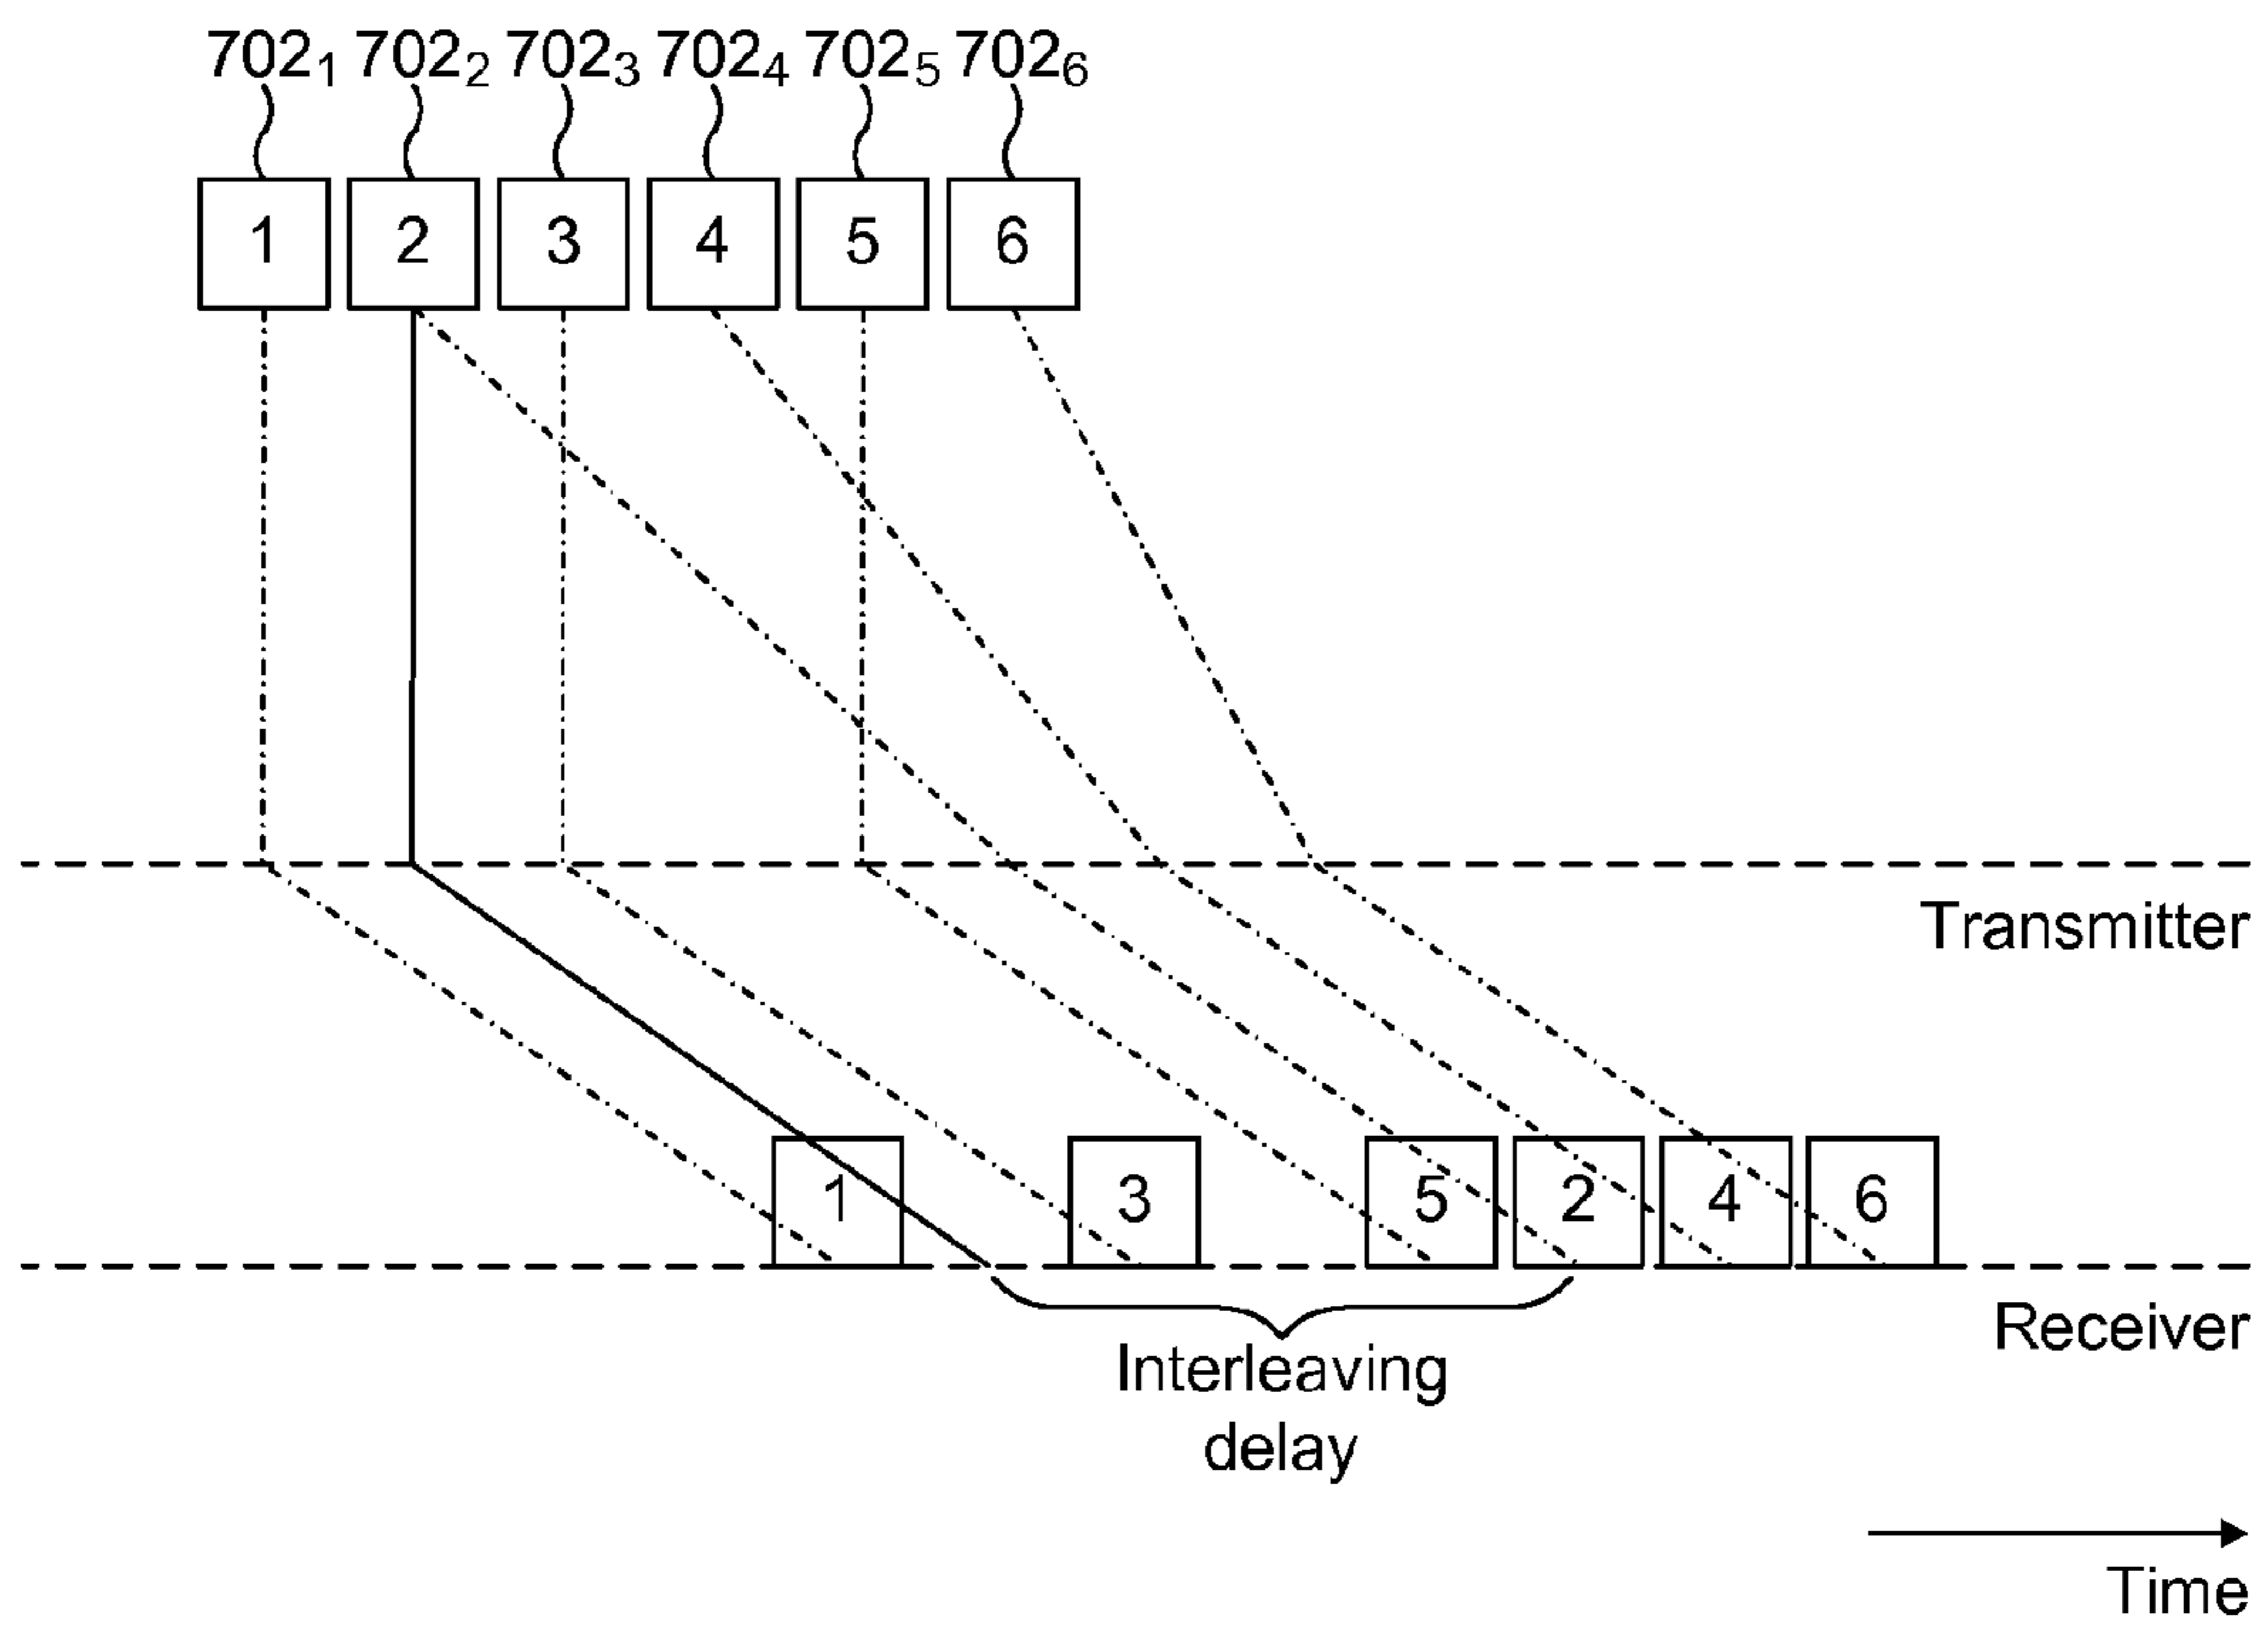 702₁ 702₂ 702₃ 702₄ 702₅ 702₆
1 2 3 4 5 6
Transmitter
1 3 5 2 4 6
Receiver
Interleaving
delay
Time